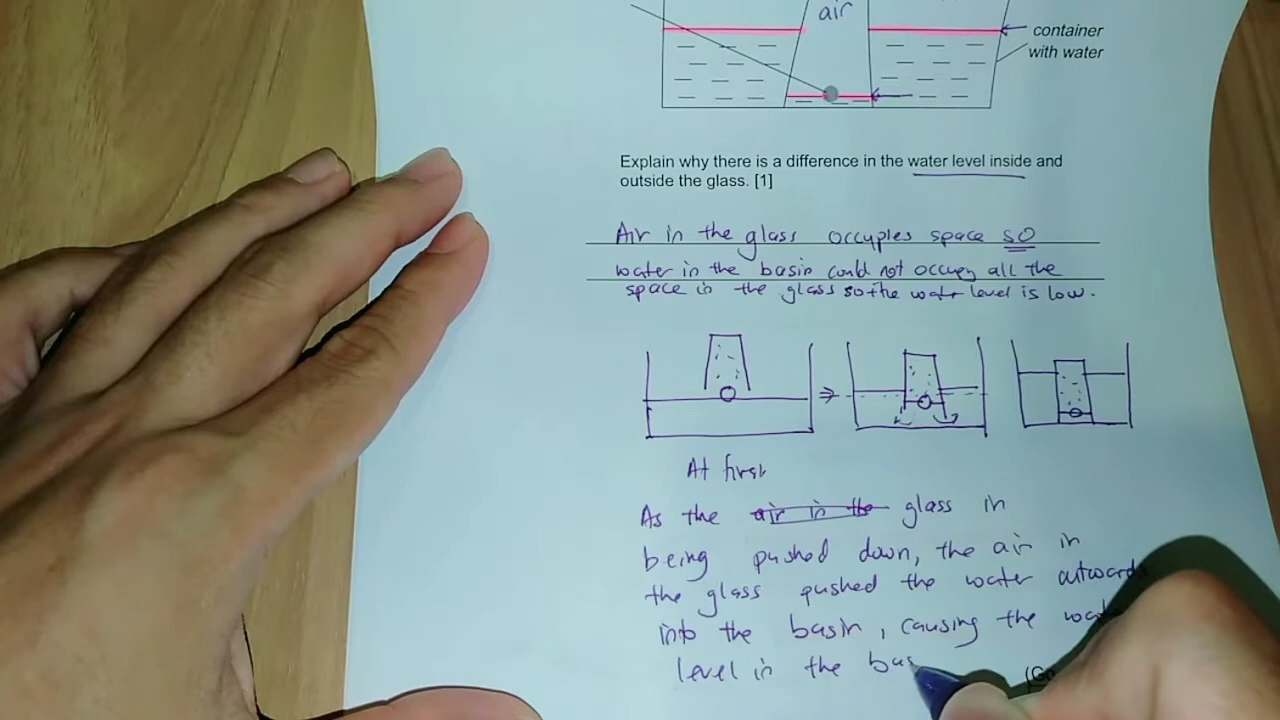 air
container
with water
Explain why there is a difference in the water level inside and
outside the glass. [1]
Air in the glass occupies space so
water in the basin could not occupy all the
space in the glass so the water level is low.
At first
As the air in the glass in
being pushed down, the air in
the glass pushed the water outwards
into the basin, causing the
level in the